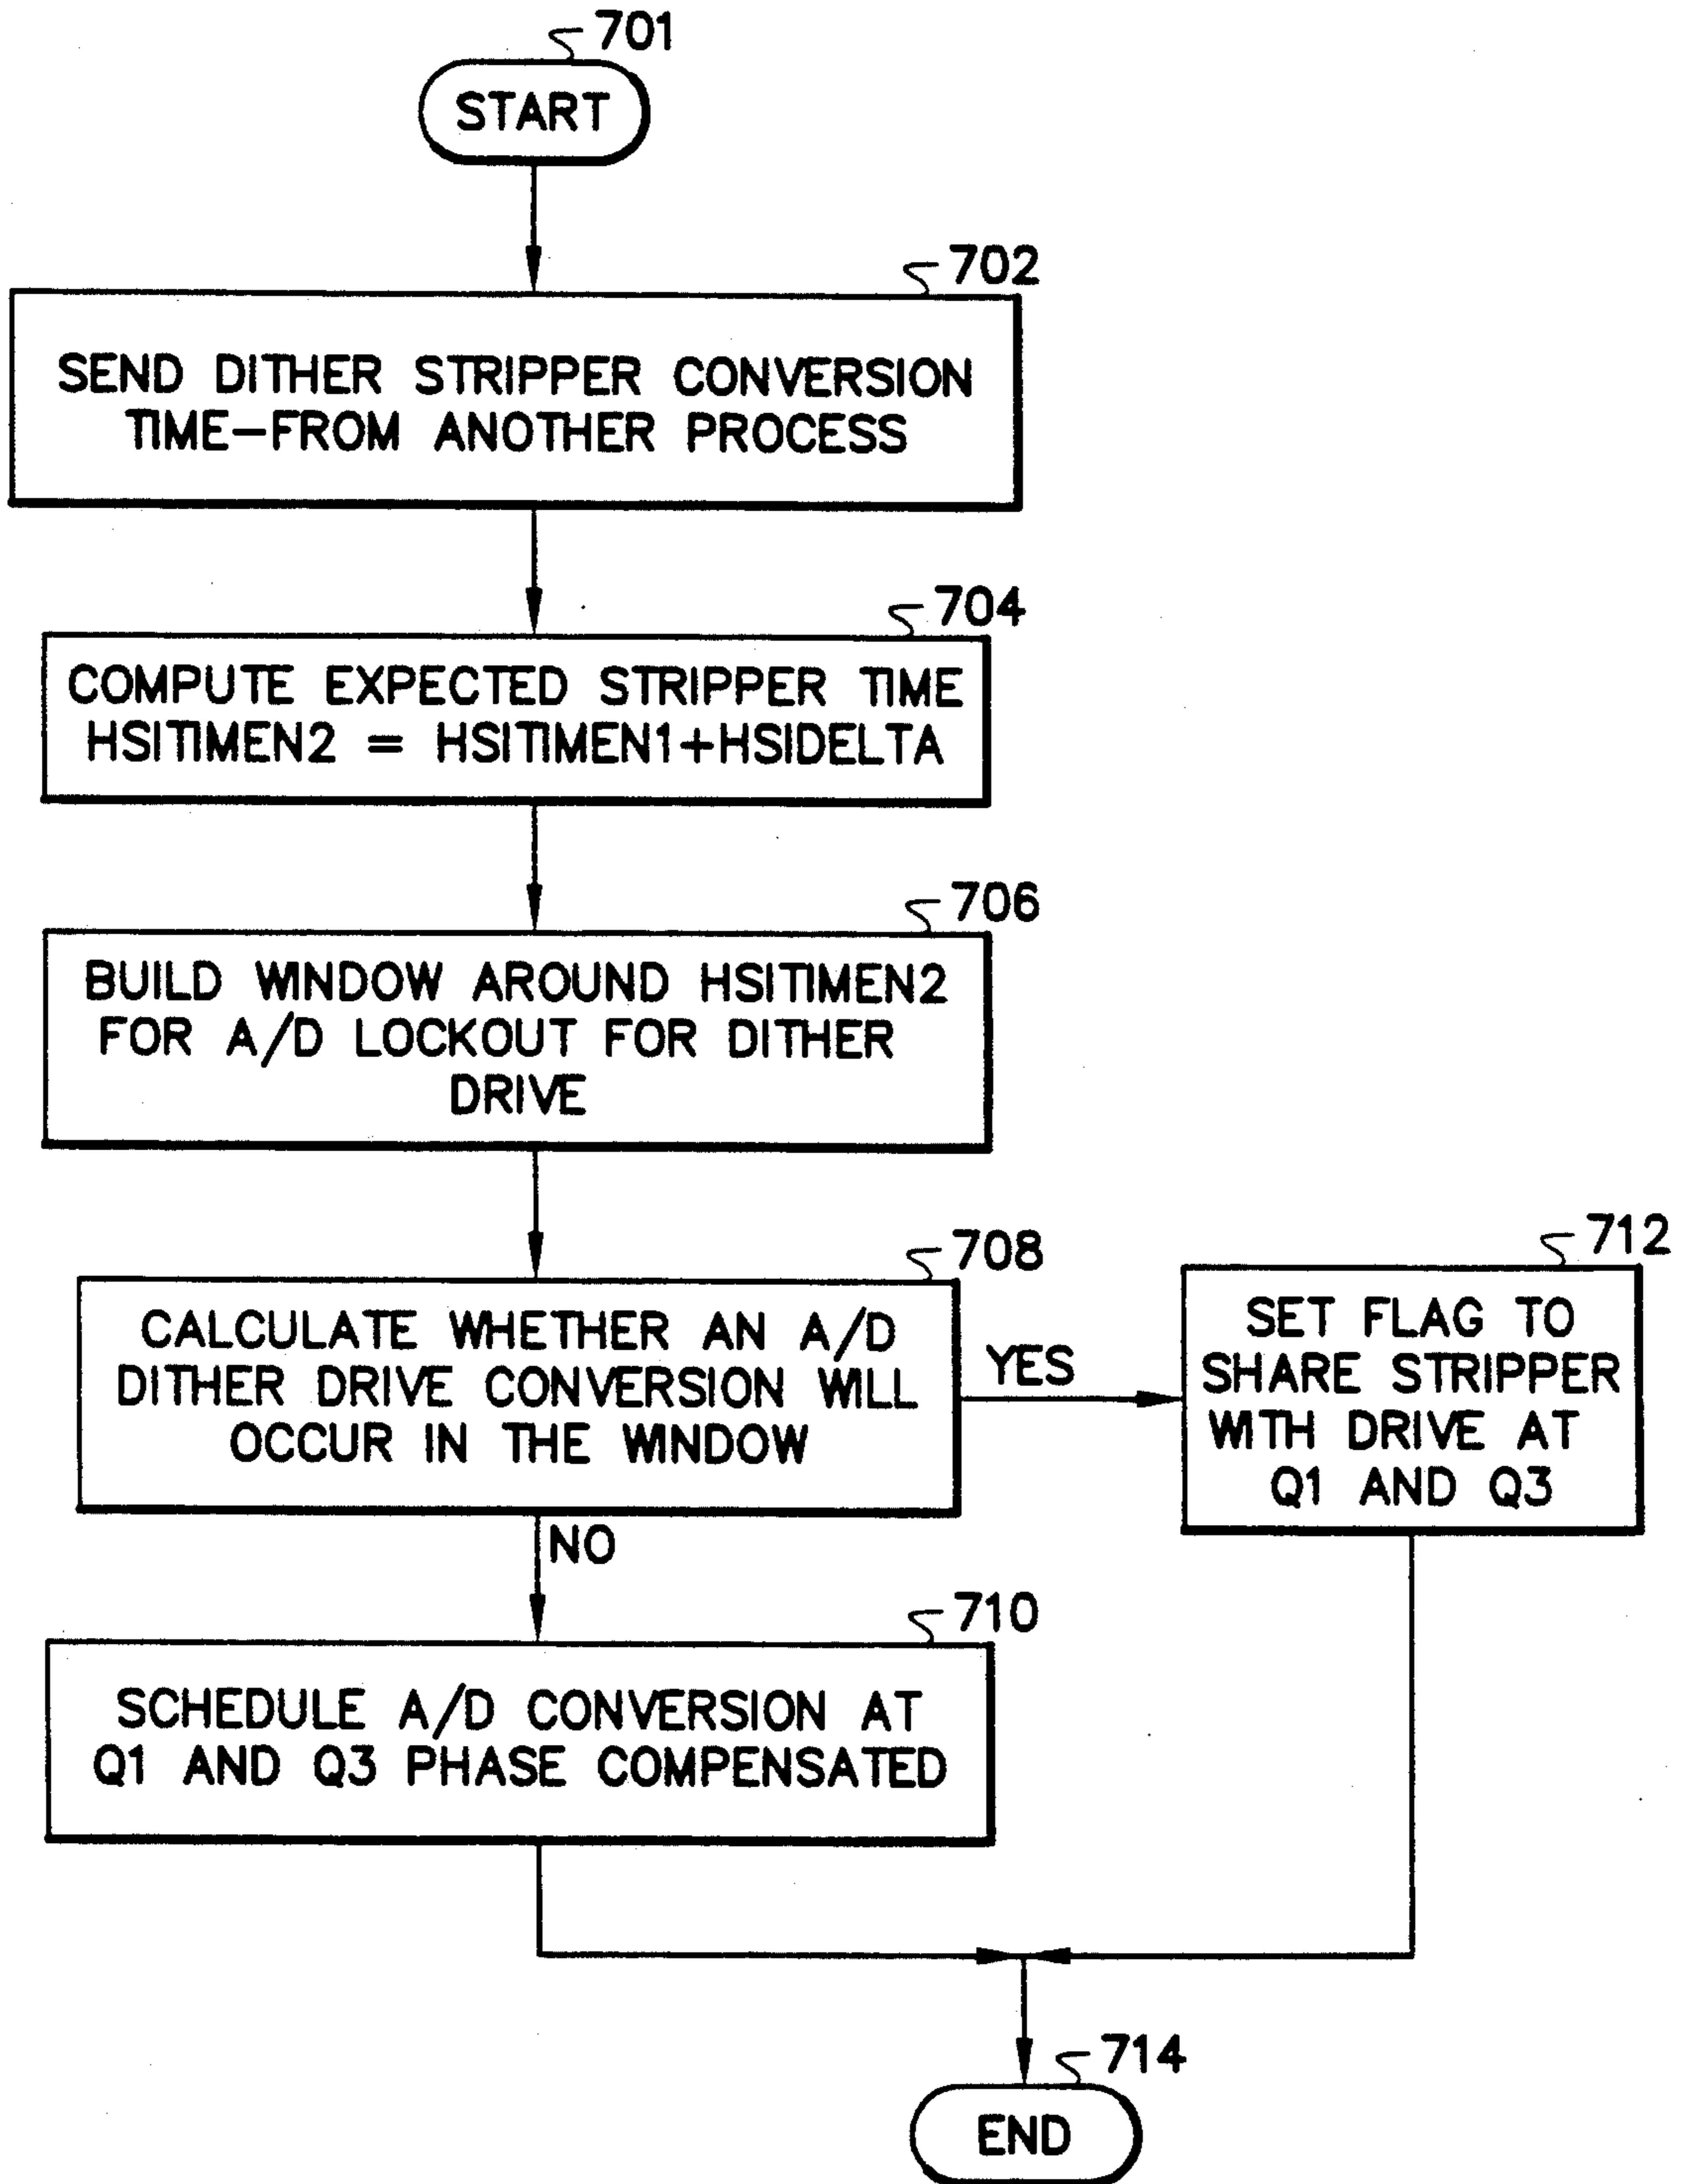 701
START
702
SEND DITHER STRIPPER CONVERSION
TIME-FROM ANOTHER PROCESS
704
COMPUTE EXPECTED STRIPPER TIME
HSITIMEN2 = HSITIMEN1+HSIDELTA
706
BUILD WINDOW AROUND HSITIMEN2
FOR A/D LOCKOUT FOR DITHER
DRIVE
708
CALCULATE WHETHER AN A/D
DITHER DRIVE CONVERSION WILL
OCCUR IN THE WINDOW
YES
712
SET FLAG TO
SHARE STRIPPER
WITH DRIVE AT
Q1 AND Q3
NO
710
SCHEDULE A/D CONVERSION AT
Q1 AND Q3 PHASE COMPENSATED
714
END